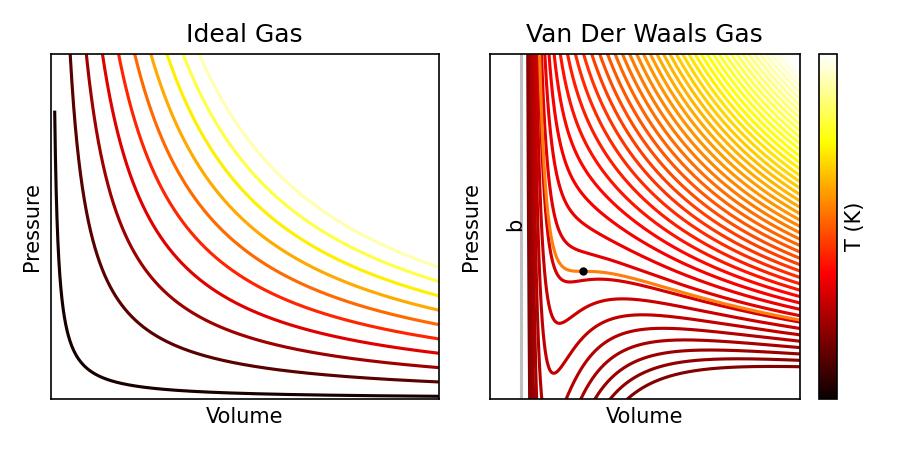 Ideal Gas
Van Der Waals Gas
Pressure
Volume
Pressure
b
Volume
T (K)